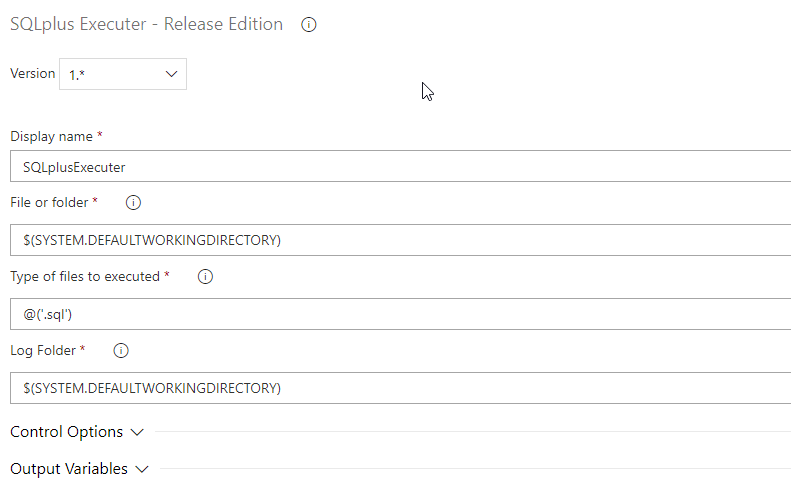 SQLplus Executer - Release Edition
Version 1.*
Display name *
SQLplusExecuter
File or folder *
$(SYSTEM.DEFAULTWORKINGDIRECTORY)
Type of files to executed *
@('.sql')
Log Folder *
$(SYSTEM.DEFAULTWORKINGDIRECTORY)
Control Options
Output Variables